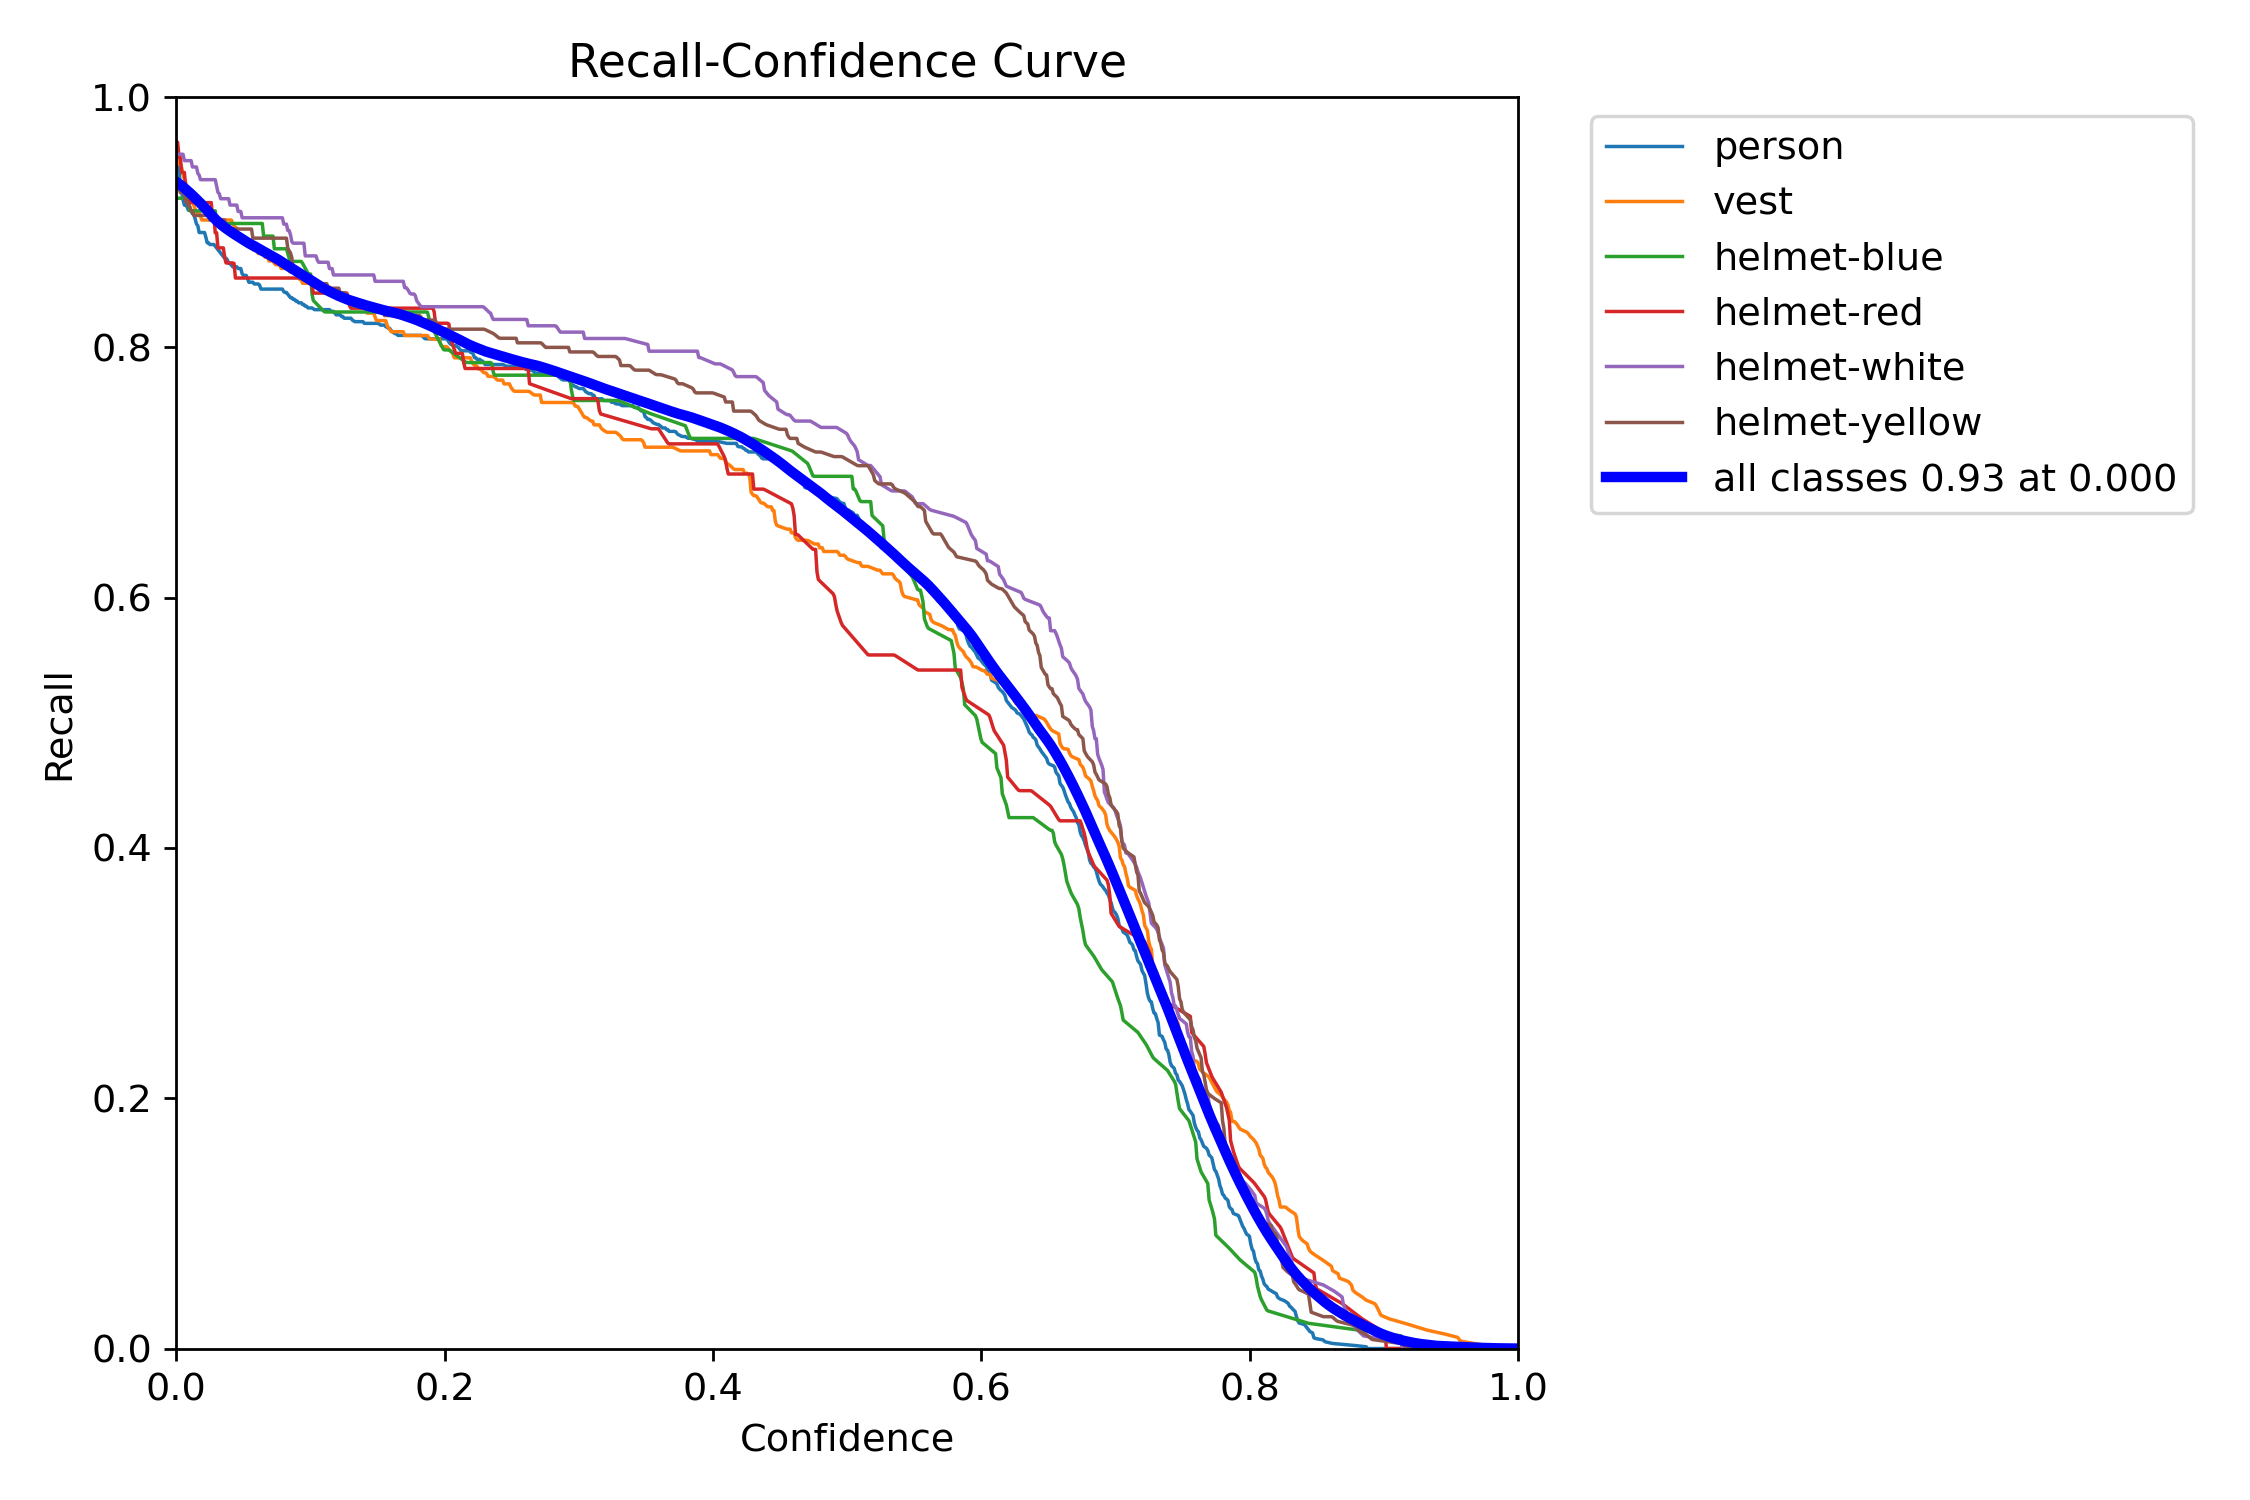 Recall-Confidence Curve
1.0
0.8
0.6
0.4
0.2
0.0
Recall
0.0 0.2 0.4 0.6 0.8 1.0
Confidence
person
vest
helmet-blue
helmet-red
helmet-white
helmet-yellow
all classes 0.93 at 0.000